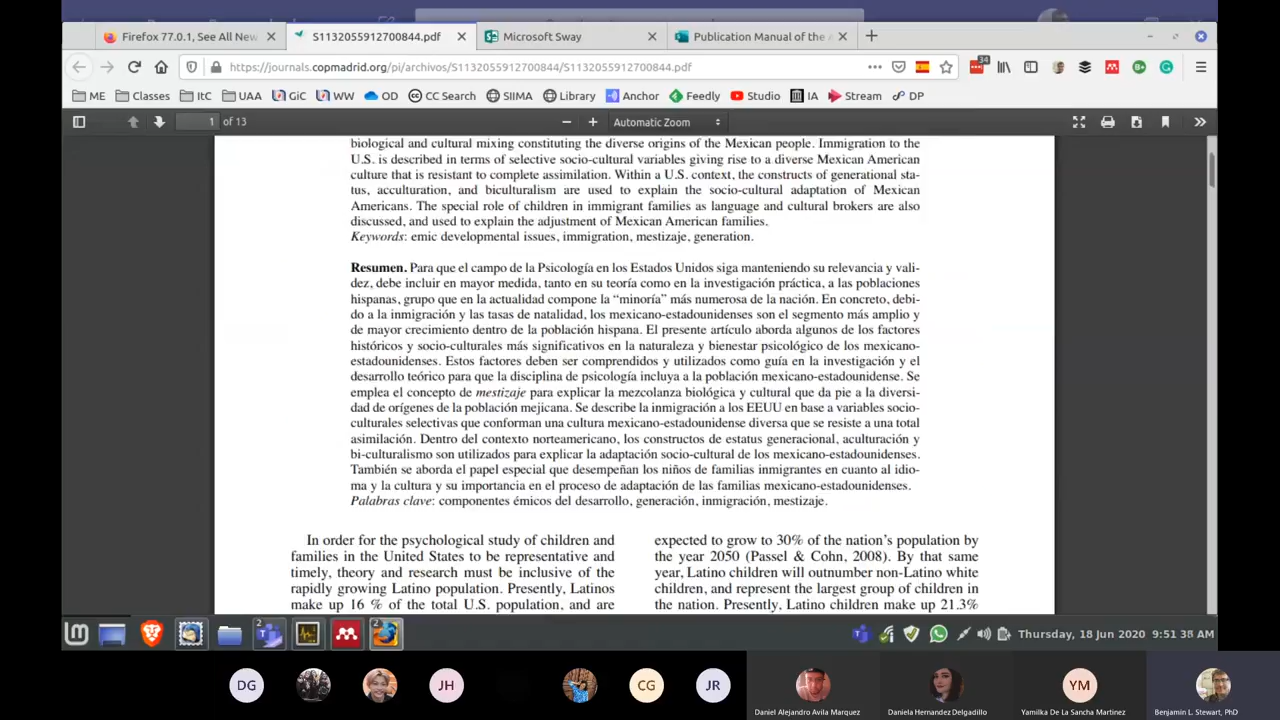 Firefox 77.0.1, See All New
S1132055912700844.pdf
Microsoft Sway
Publication Manual of the A
https://journals.copmadrid.org/pi/archivos/S1132055912700844/S1132055912700844.pdf
34
ME Classes ItC UAA GiC WW OD CC Search SIIMA Library Anchor Feedly Studio IA Stream DP
1 of 13
Automatic Zoom
biological and cultural mixing constituting the diverse origins of the Mexican people. Immigration to the
U.S. is described in terms of selective socio-cultural variables giving rise to a diverse Mexican American
culture that is resistant to complete assimilation. Within a U.S. context, the constructs of generational sta-
tus, acculturation, and biculturalism are used to explain the socio-cultural adaptation of Mexican
Americans. The special role of children in immigrant families as language and cultural brokers are also
discussed, and used to explain the adjustment of Mexican American families.
Keywords: emic developmental issues, immigration, mestizaje, generation.
Resumen. Para que el campo de la Psicología en los Estados Unidos siga manteniendo su relevancia y vali-
dez, debe incluir en mayor medida, tanto en su teoría como en la investigación práctica, a las poblaciones
hispanas, grupo que en la actualidad compone la “minoría” más numerosa de la nación. En concreto, debi-
do a la inmigración y las tasas de natalidad, los mexicano-estadounidenses son el segmento más amplio y
de mayor crecimiento dentro de la población hispana. El presente artículo aborda algunos de los factores
históricos y socio-culturales más significativos en la naturaleza y bienestar psicológico de los mexicano-
estadounidenses. Estos factores deben ser comprendidos y utilizados como guía en la investigación y el
desarrollo teórico para que la disciplina de psicología incluya a la población mexicano-estadounidense. Se
emplea el concepto de mestizaje para explicar la mezcolanza biológica y cultural que da pie a la diversi-
dad de orígenes de la población mejicana. Se describe la inmigración a los EEUU en base a variables socio-
culturales selectivas que conforman una cultura mexicano-estadounidense diversa que se resiste a una total
asimilación. Dentro del contexto norteamericano, los constructos de estatus generacional, aculturación y
bi-culturalismo son utilizados para explicar la adaptación socio-cultural de los mexicano-estadounidenses.
También se aborda el papel especial que desempeñan los niños de familias inmigrantes en cuanto al idio-
ma y la cultura y su importancia en el proceso de adaptación de las familias mexicano-estadounidenses.
Palabras clave: componentes émicos del desarrollo, generación, inmigración, mestizaje.
In order for the psychological study of children and
families in the United States to be representative and
timely, theory and research must be inclusive of the
rapidly growing Latino population. Presently, Latinos
make up 16 % of the total U.S. population, and are
expected to grow to 30% of the nation’s population by
the year 2050 (Passel & Cohn, 2008). By that same
year, Latino children will outnumber non-Latino white
children, and represent the largest group of children in
the nation. Presently, Latino children make up 21.3%
2
2
Thursday, 18 Jun 2020 9:51:38 AM
DG
JH
CG
JR
YM
Daniel Alejandro Avila Marquez
Daniela Hernandez Delgadillo
Yamilka De La Sancha Martinez
Benjamin L. Stewart, PhD